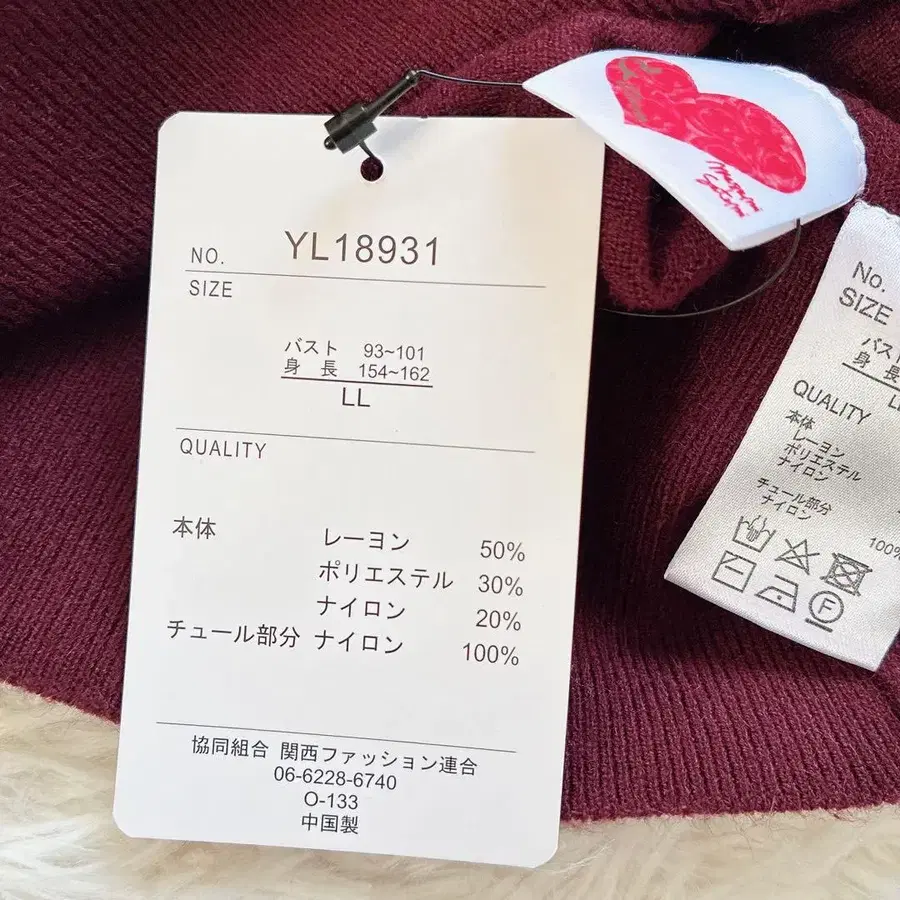 NO. YL18931
SIZE
バスト 93~101
身 長 154~162
LL
QUALITY
本体 レーヨン 50%
ポリエステル 30%
ナイロン 20%
チュール部分 ナイロン 100%
協同組合 関西ファッション連合
06-6228-6740
O-133
中国製
No.
SIZE
バスト
身 長
QUALITY
本体
レーヨン
ポリエステル
ナイロン
チュール部分
ナイロン
100%
F